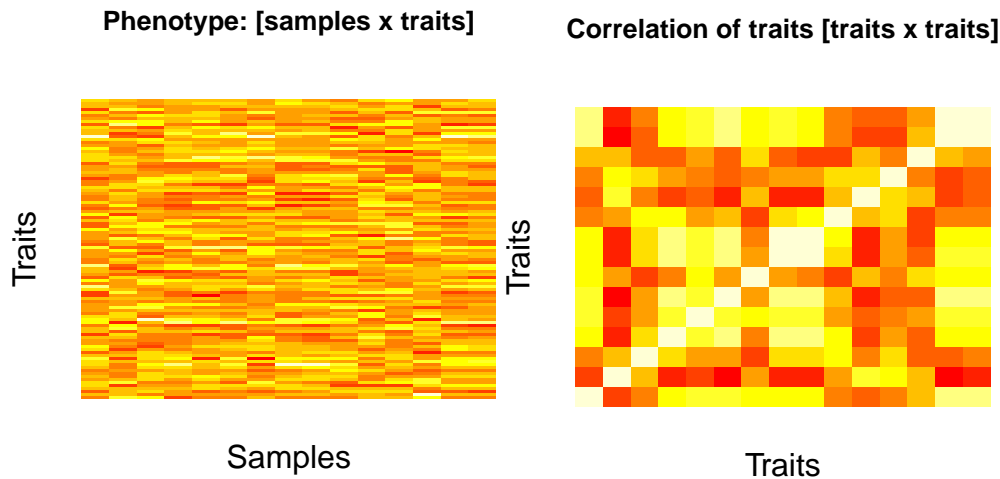 Phenotype: [samples x traits]
Traits
Samples
Correlation of traits [traits x traits]
Traits
Traits